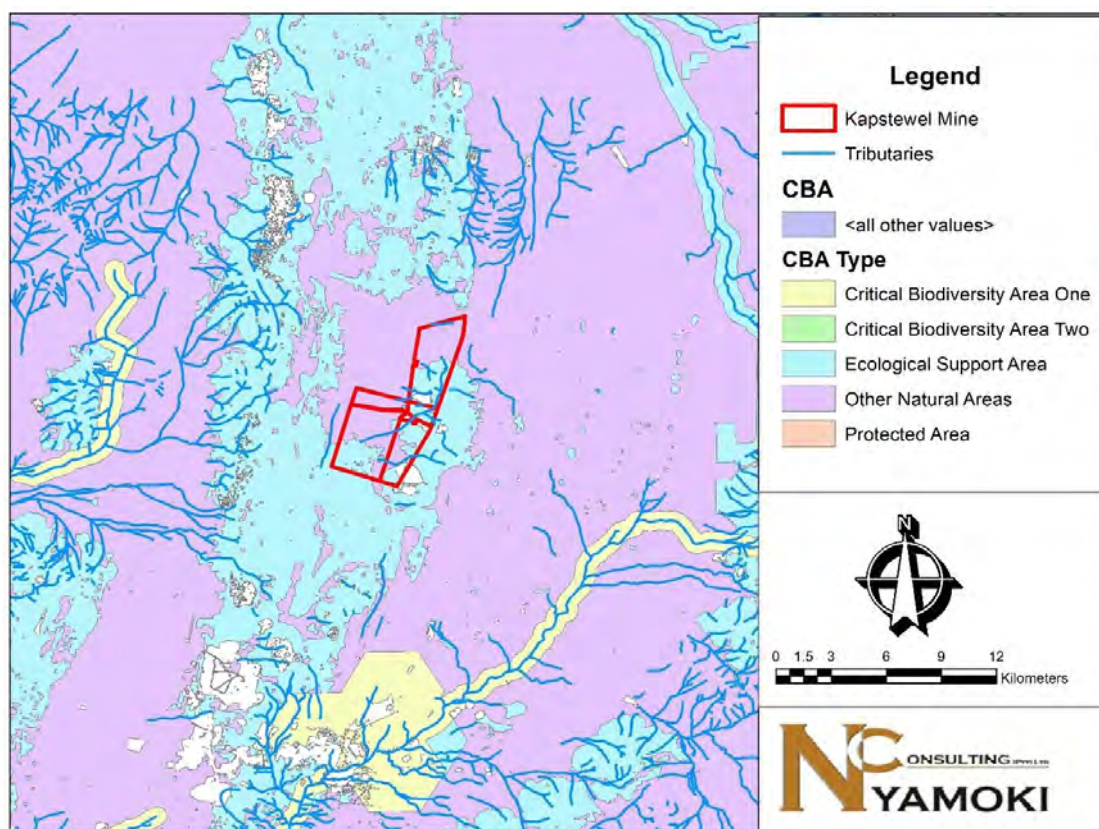 Legend
Kapstewel Mine
Tributaries
CBA
<all other values>
CBA Type
Critical Biodiversity Area One
Critical Biodiversity Area Two
Ecological Support Area
Other Natural Areas
Protected Area
N
0 1.5 3 6 9 12
Kilometers
NC ONSULTING
YAMOKI